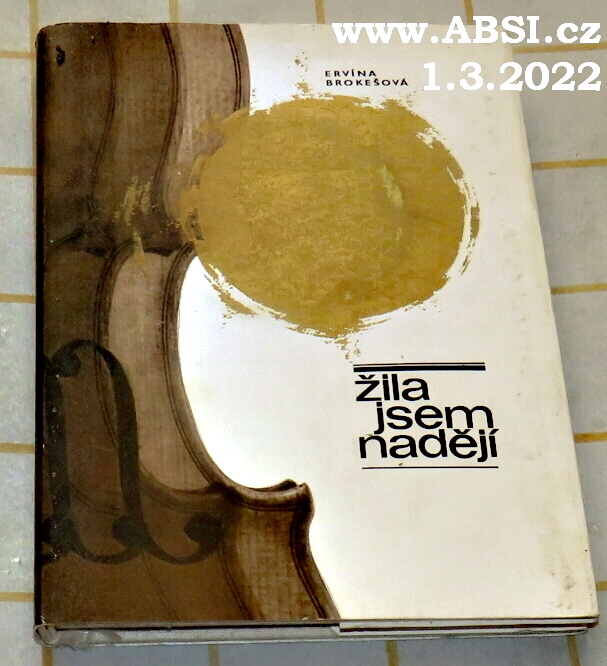 www.ABSI.cz
1.3.2022
ERVÍNA
BROKEŠOVÁ
žila
jsem
nadějí